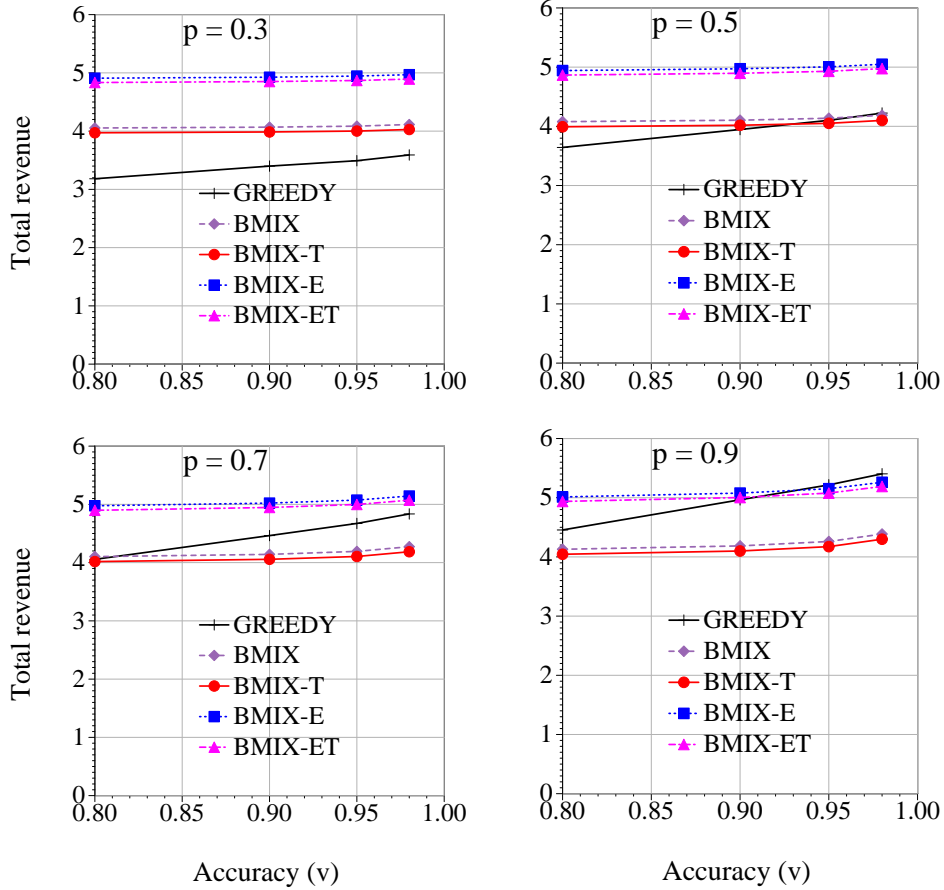 p = 0.3
Total revenue
6
5
4
3
2
1
0
0.80 0.85 0.90 0.95 1.00
GREEDY
BMIX
BMIX-T
BMIX-E
BMIX-ET
p = 0.5
6
5
4
3
2
1
0
0.80 0.85 0.90 0.95 1.00
GREEDY
BMIX
BMIX-T
BMIX-E
BMIX-ET
p = 0.7
Total revenue
6
5
4
3
2
1
0
0.80 0.85 0.90 0.95 1.00
GREEDY
BMIX
BMIX-T
BMIX-E
BMIX-ET
Accuracy (v)
p = 0.9
6
5
4
3
2
1
0
0.80 0.85 0.90 0.95 1.00
GREEDY
BMIX
BMIX-T
BMIX-E
BMIX-ET
Accuracy (v)